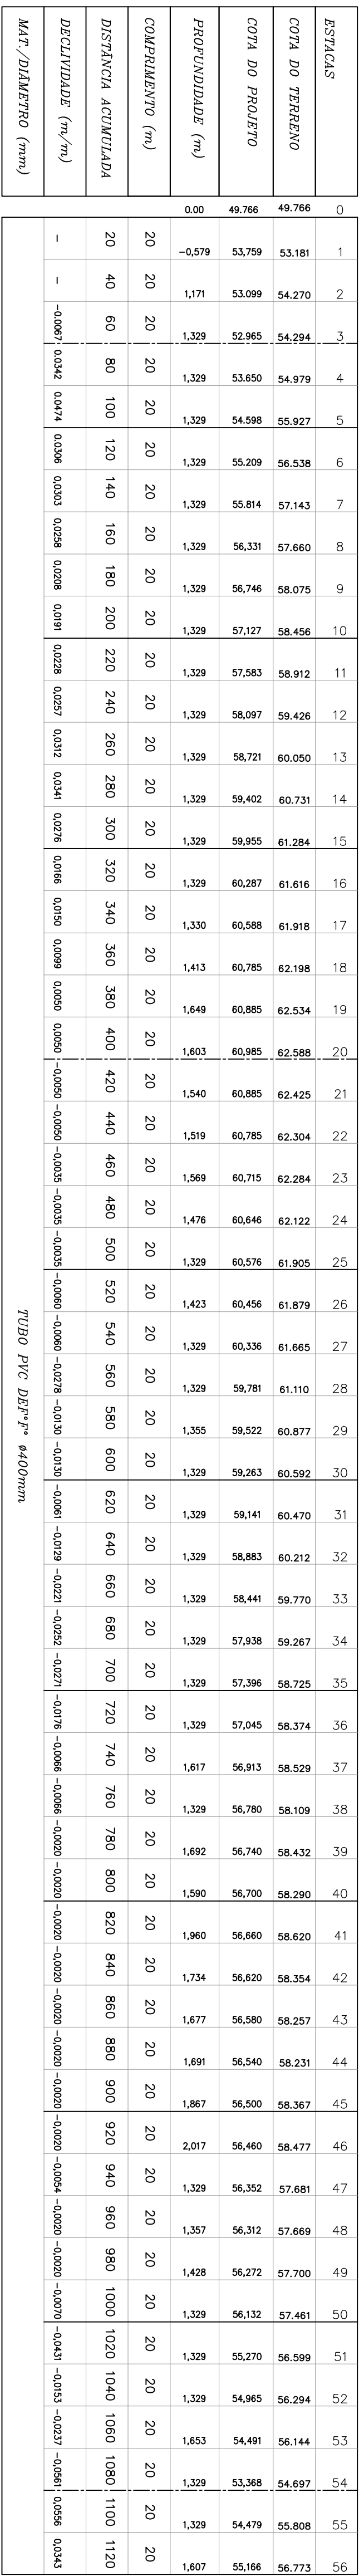 ESTACAS 0 1 2 3 4 5 6 7 8 9 10 11 12 13 14 15 16 17 18 19 20 21 22 23 24 25 26 27 28 29 30 31 32 33 34 35 36 37 38 39 40 41 42 43 44 45 46 47 48 49 50 51 52 53 54 55 56
COTA DO TERRENO 49.766 53.181 54.270 54.294 54.979 55.927 56.538 57.143 57.660 58.075 58.456 58.912 59.426 60.050 60.731 61.284 61.616 61.918 62.198 62.534 62.588 62.425 62.304 62.284 62.122 61.905 61.879 61.665 61.110 60.877 60.592 60.470 60.212 59.770 59.267 58.725 58.374 58.529 58.109 58.432 58.290 58.620 58.354 58.257 58.231 58.367 58.477 57.681 57.669 57.700 57.461 56.599 56.294 56.144 54.697 55.808 56.773
COTA DO PROJETO 49.766 53,759 53.099 52.965 53.650 54.598 55.209 55.814 56,331 56,746 57,127 57,583 58,097 58,721 59,402 59,955 60,287 60,588 60,785 60,885 60,985 60,885 60,785 60,715 60,646 60,576 60,456 60,336 59,781 59,522 59,263 59,141 58,883 58,441 57,938 57,396 57,045 56,913 56,780 56,740 56,700 56,660 56,620 56,580 56,540 56,500 56,460 56,352 56,312 56,272 56,132 55,270 54,965 54,491 53,368 54,479 55,166
PROFUNDIDADE (m) 0.00 -0,579 1,171 1,329 1,329 1,329 1,329 1,329 1,329 1,329 1,329 1,329 1,329 1,329 1,329 1,329 1,329 1,330 1,413 1,649 1,603 1,540 1,519 1,569 1,476 1,329 1,423 1,329 1,329 1,355 1,329 1,329 1,329 1,329 1,329 1,329 1,329 1,617 1,329 1,692 1,590 1,960 1,734 1,677 1,691 1,867 2,017 1,329 1,357 1,428 1,329 1,329 1,329 1,653 1,329 1,329 1,607
COMPRIMENTO (m) 20 20 20 20 20 20 20 20 20 20 20 20 20 20 20 20 20 20 20 20 20 20 20 20 20 20 20 20 20 20 20 20 20 20 20 20 20 20 20 20 20 20 20 20 20 20 20 20 20 20 20 20 20 20 20 20
DISTÂNCIA ACUMULADA 20 40 60 80 100 120 140 160 180 200 220 240 260 280 300 320 340 360 380 400 420 440 460 480 500 520 540 560 580 600 620 640 660 680 700 720 740 760 780 800 820 840 860 880 900 920 940 960 980 1000 1020 1040 1060 1080 1100 1120
DECLIVIDADE (m/m) - - -0.0067 0.0342 0.0474 0.0306 0,0303 0,0258 0,0208 0,0191 0,0228 0,0257 0,0312 0,0341 0,0276 0,0166 0,0150 0,0099 0,0050 0,0050 -0,0050 -0,0050 -0,0035 -0,0035 -0,0035 -0,0060 -0,0060 -0,0278 -0,0130 -0,0130 -0,0061 -0,0129 -0,0221 -0,0252 -0,0271 -0,0176 -0,0066 -0,0066 -0,0020 -0,0020 -0,0020 -0,0020 -0,0020 -0,0020 -0,0020 -0,0020 -0,0054 -0,0020 -0,0020 -0,0070 -0,0431 -0,0153 -0,0237 -0,0561 0,0556 0,0343
MAT./DIÂMETRO (mm) TUBO PVC DEF°F° ø400mm